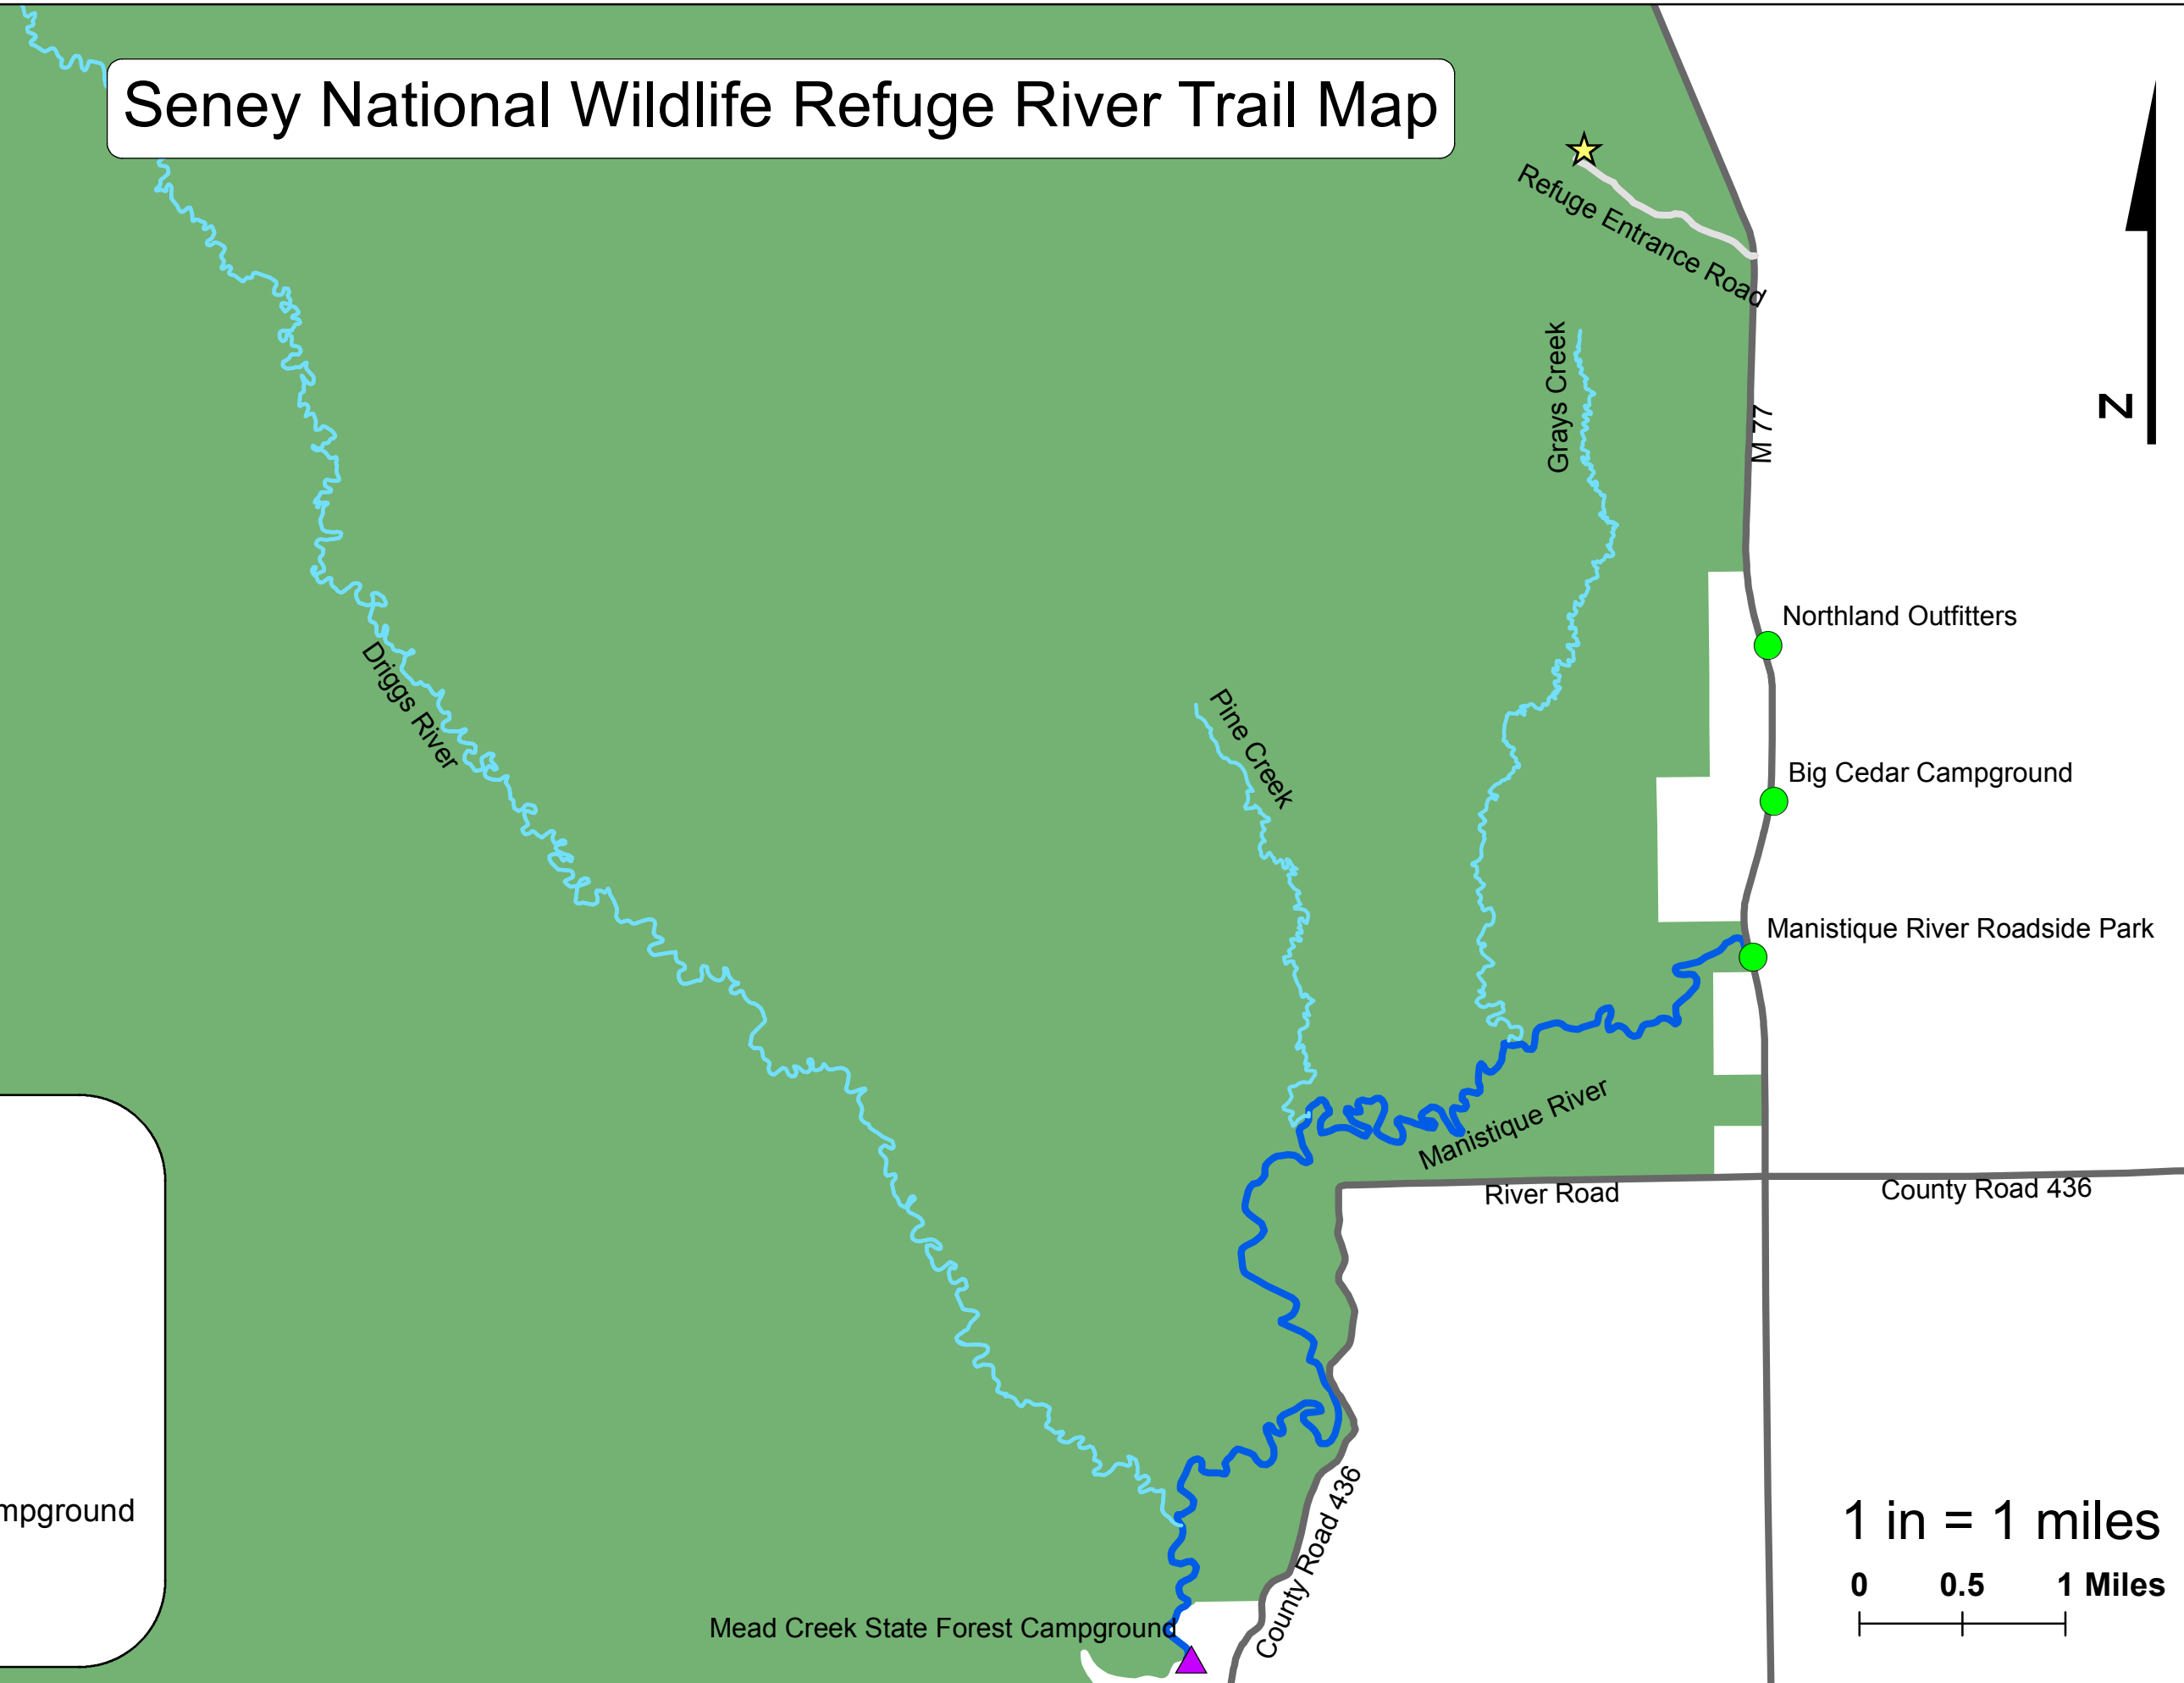 Seney National Wildlife Refuge River Trail Map
Refuge Entrance Road
Grays Creek
M 77
N
Northland Outfitters
Driggs River
Pine Creek
Big Cedar Campground
Manistique River Roadside Park
Manistique River
River Road
County Road 436
County Road 436
mpground
1 in = 1 miles
0 0.5 1 Miles
Mead Creek State Forest Campground